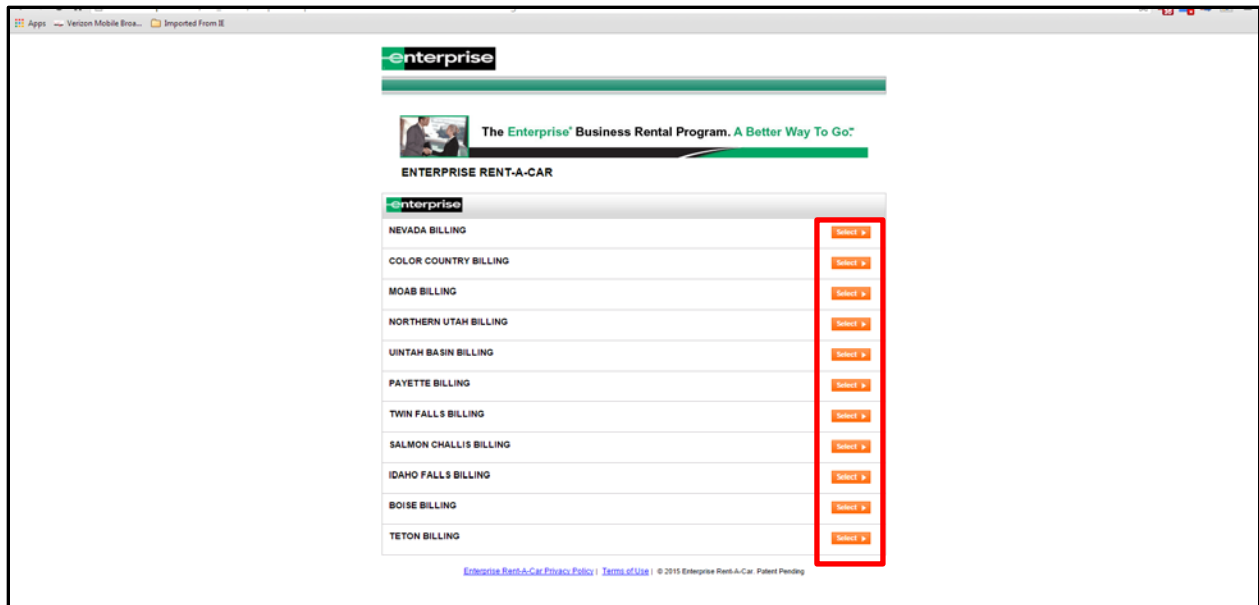 Apps Verizon Mobile Broa... Imported From IE
enterprise
The Enterprise® Business Rental Program. A Better Way To Go.℠
ENTERPRISE RENT-A-CAR
enterprise
NEVADA BILLING Select
COLOR COUNTRY BILLING Select
MOAB BILLING Select
NORTHERN UTAH BILLING Select
UINTAH BASIN BILLING Select
PAYETTE BILLING Select
TWIN FALLS BILLING Select
SALMON CHALLIS BILLING Select
IDAHO FALLS BILLING Select
BOISE BILLING Select
TETON BILLING Select
Enterprise Rent-A-Car Privacy Policy | Terms of Use | © 2015 Enterprise Rent-A-Car. Patent Pending